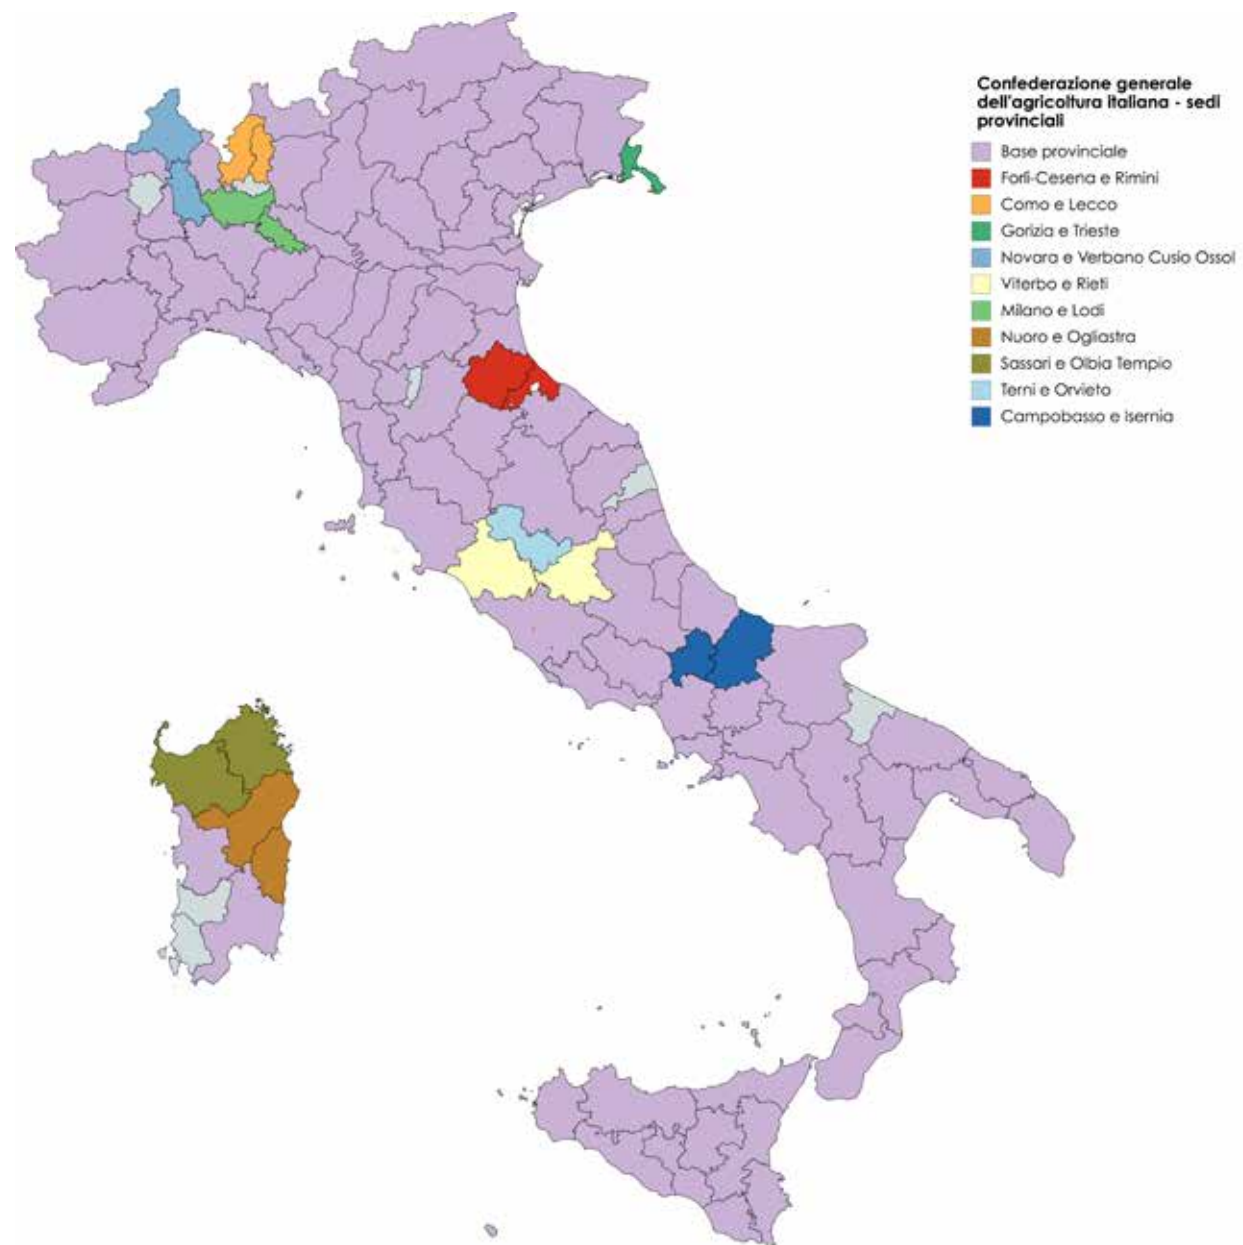 Confederazione generale
dell'agricoltura italiana - sedi
provinciali
Base provinciale
Forlì-Cesena e Rimini
Como e Lecco
Gorizia e Trieste
Novara e Verbano Cusio Ossol
Viterbo e Rieti
Milano e Lodi
Nuoro e Ogliastra
Sassari e Olbia Tempio
Terni e Orvieto
Campobasso e Isernia